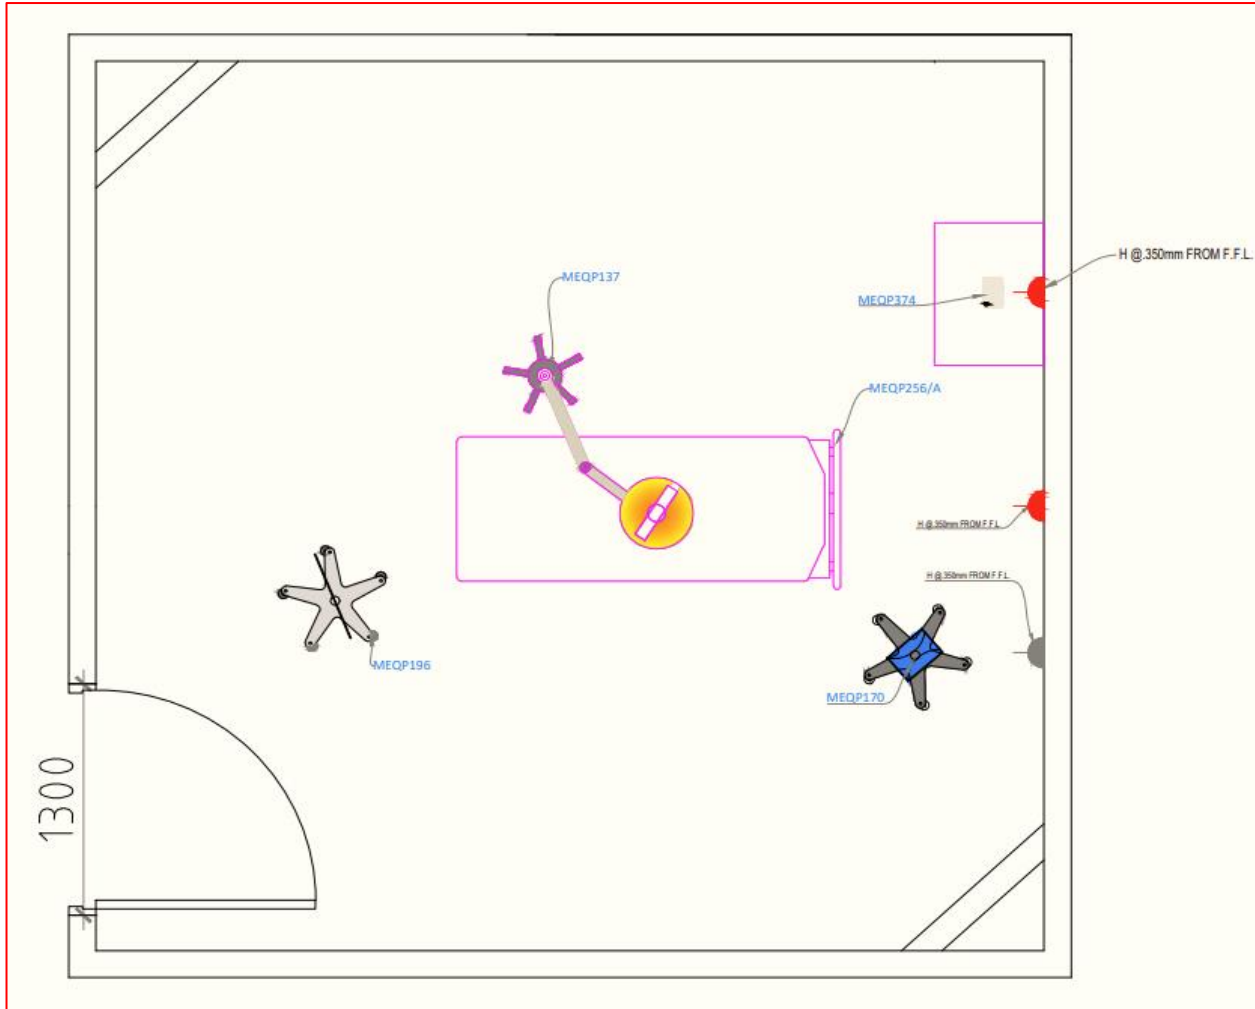 H @.350mm FROM F.F.L.
MEQP137
MEQP374
MEQP256/A
H @.350mm FROM F.F.L.
H @.350mm FROM F.F.L.
MEQP196
MEQP170
1300